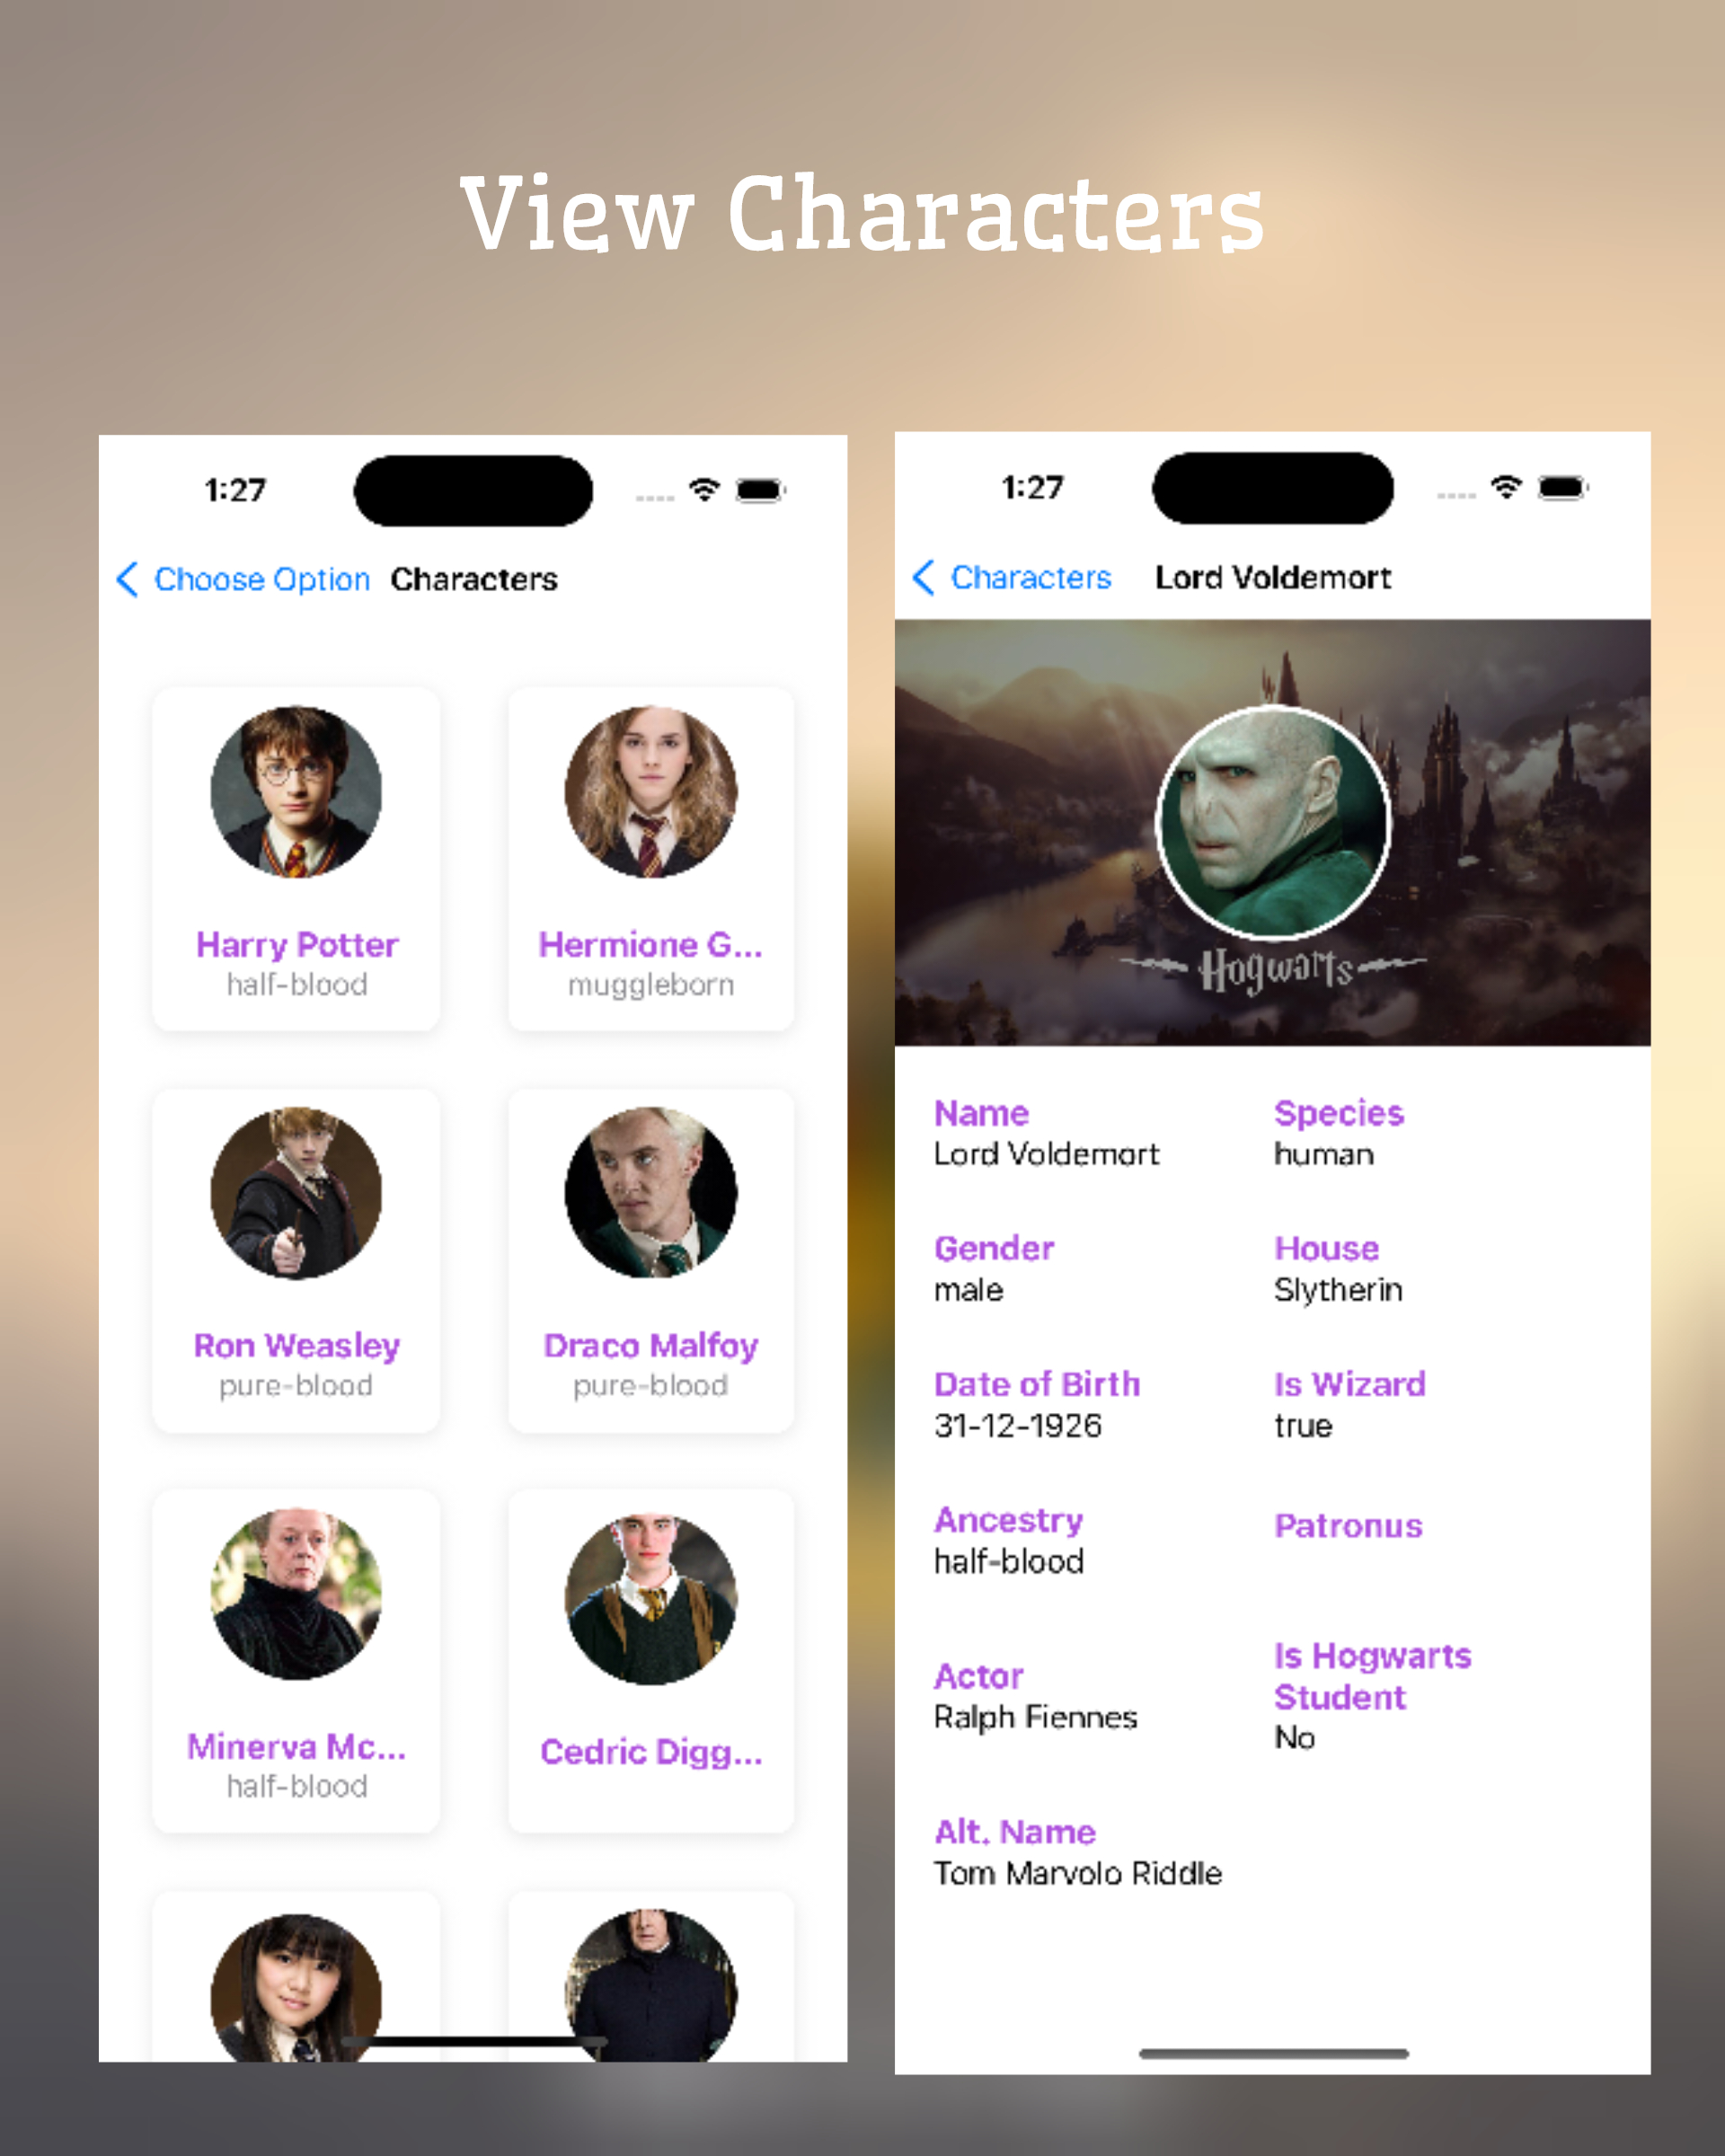 View Characters
1:27
Choose Option Characters
Harry Potter
half-blood
Hermione G...
muggleborn
Ron Weasley
pure-blood
Draco Malfoy
pure-blood
Minerva Mc...
half-blood
Cedric Digg...
1:27
Characters Lord Voldemort
Hogwarts
Name
Lord Voldemort
Species
human
Gender
male
House
Slytherin
Date of Birth
31-12-1926
Is Wizard
true
Ancestry
half-blood
Patronus
Actor
Ralph Fiennes
Is Hogwarts
Student
No
Alt. Name
Tom Marvolo Riddle